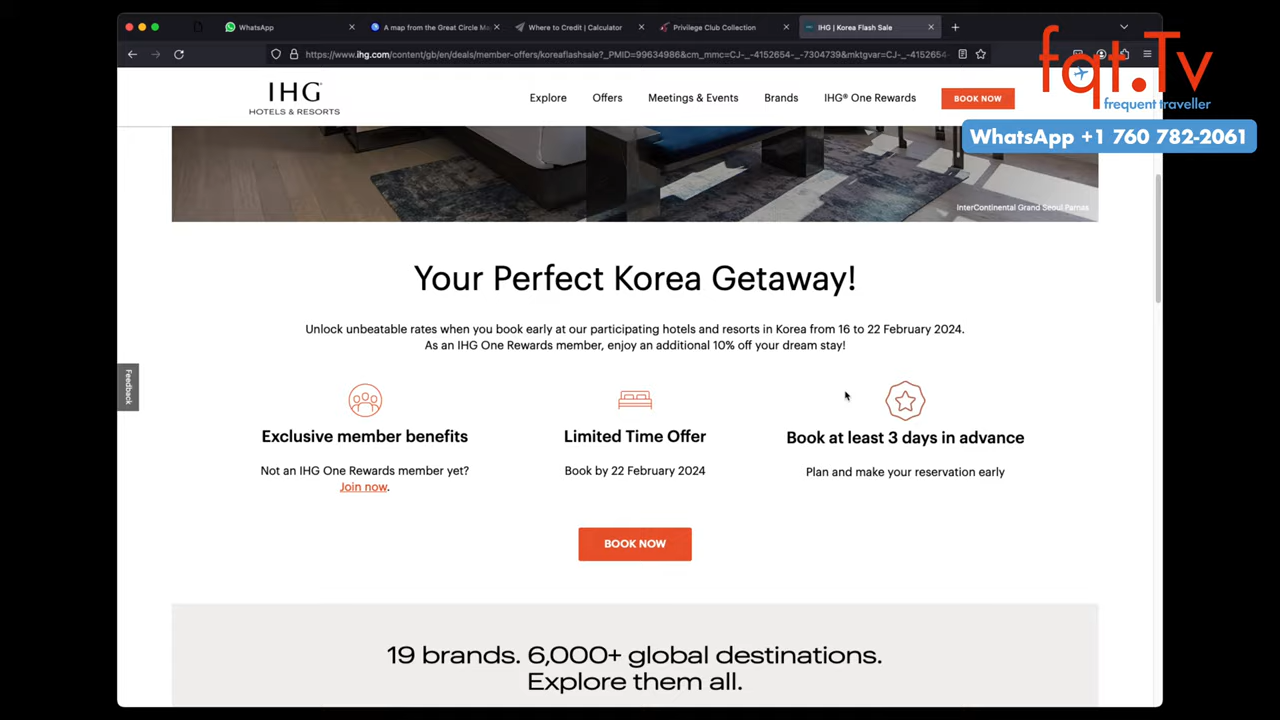 WhatsApp
A map from the Great Circle Ma
Where to Credit | Calculator
Privilege Club Collection
IHG | Korea Flash Sale
https://www.ihg.com/content/gb/en/deals/member-offers/koreaflashsale?_PMID=99634986&cm_mmc=CJ-_-4152654-_-7304739&mktgvar=CJ-_-4152654-
fqt.Tv
frequent traveller
WhatsApp +1 760 782-2061
IHG
HOTELS & RESORTS
Explore
Offers
Meetings & Events
Brands
IHG® One Rewards
BOOK NOW
InterContinental Grand Seoul Parnas
Your Perfect Korea Getaway!
Unlock unbeatable rates when you book early at our participating hotels and resorts in Korea from 16 to 22 February 2024.
As an IHG One Rewards member, enjoy an additional 10% off your dream stay!
Feedback
Exclusive member benefits
Not an IHG One Rewards member yet?
Join now.
Limited Time Offer
Book by 22 February 2024
Book at least 3 days in advance
Plan and make your reservation early
BOOK NOW
19 brands. 6,000+ global destinations.
Explore them all.